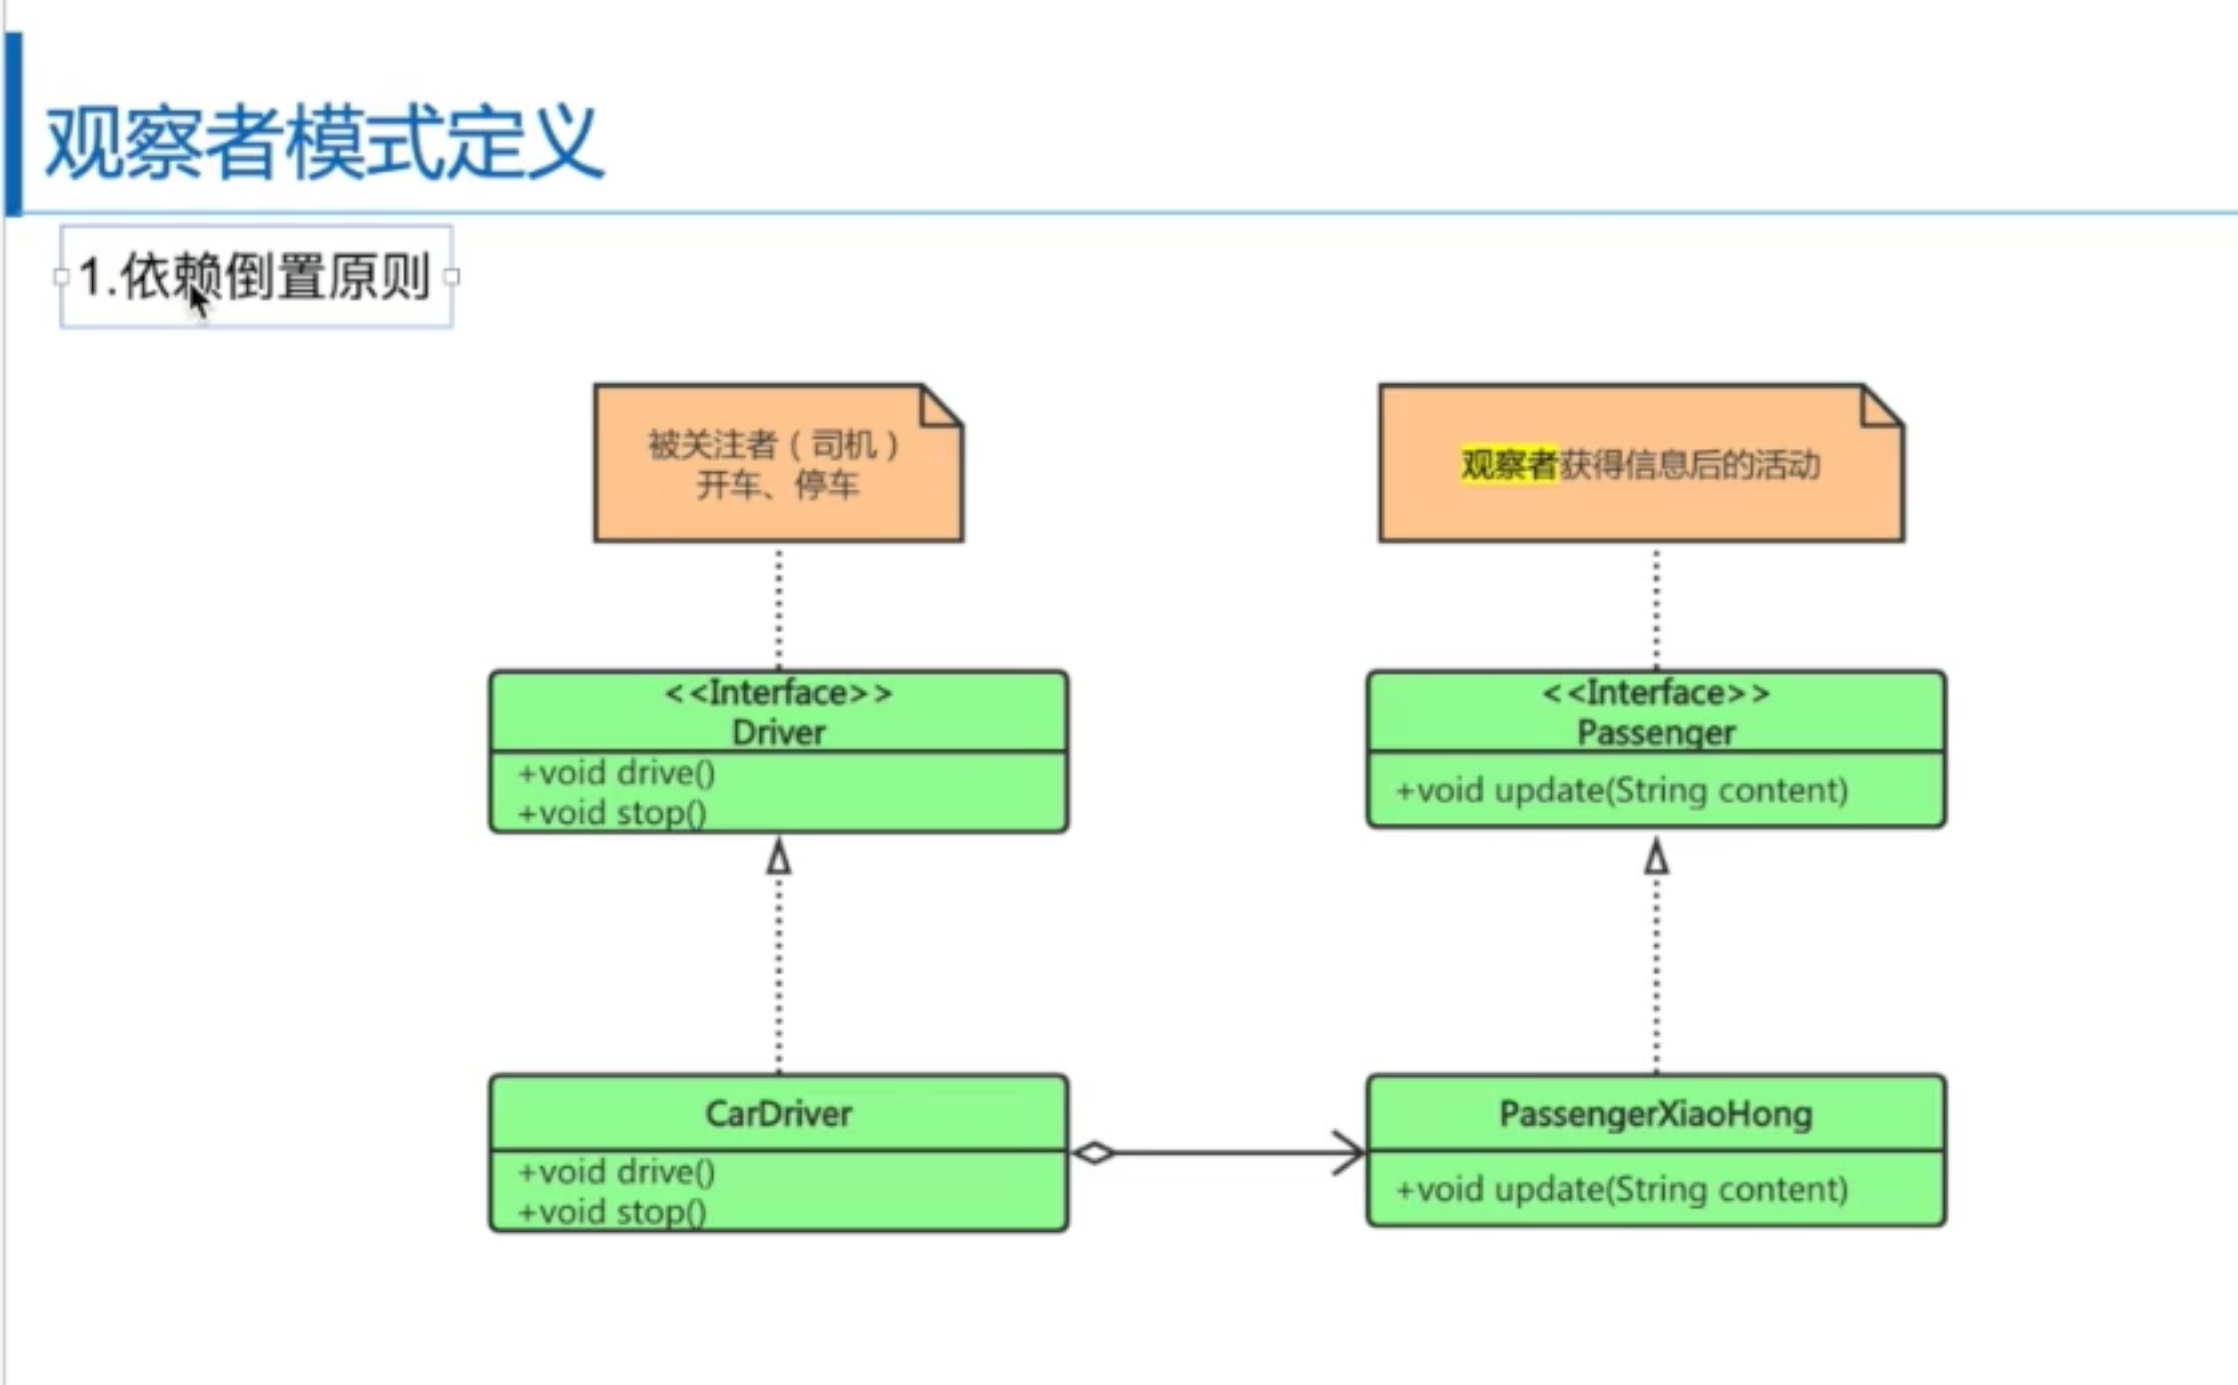 观察者模式定义
1.依赖倒置原则
被关注者（司机）
开车、停车
观察者获得信息后的活动
<<Interface>>
Driver
+void drive()
+void stop()
<<Interface>>
Passenger
+void update(String content)
CarDriver
+void drive()
+void stop()
PassengerXiaoHong
+void update(String content)